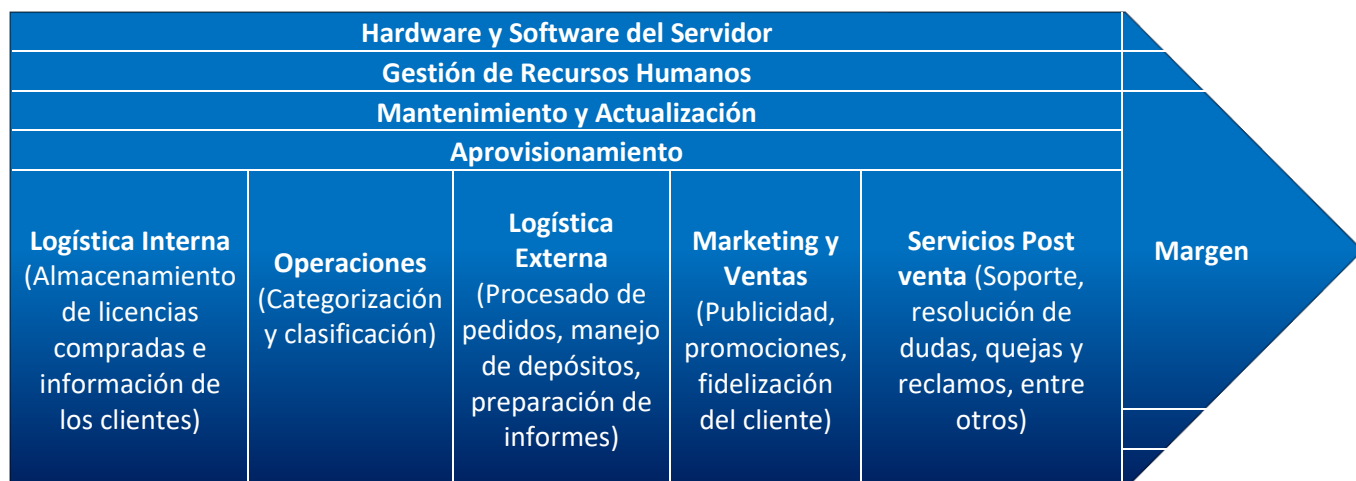 Hardware y Software del Servidor
Gestión de Recursos Humanos
Mantenimiento y Actualización
Aprovisionamiento
Logística Interna
(Almacenamiento
de licencias
compradas e
información de
los clientes)
Operaciones
(Categorización
y clasificación)
Logística
Externa
(Procesado de
pedidos, manejo
de depósitos,
preparación de
informes)
Marketing y
Ventas
(Publicidad,
promociones,
fidelización
del cliente)
Servicios Post
venta (Soporte,
resolución de
dudas, quejas y
reclamos, entre
otros)
Margen